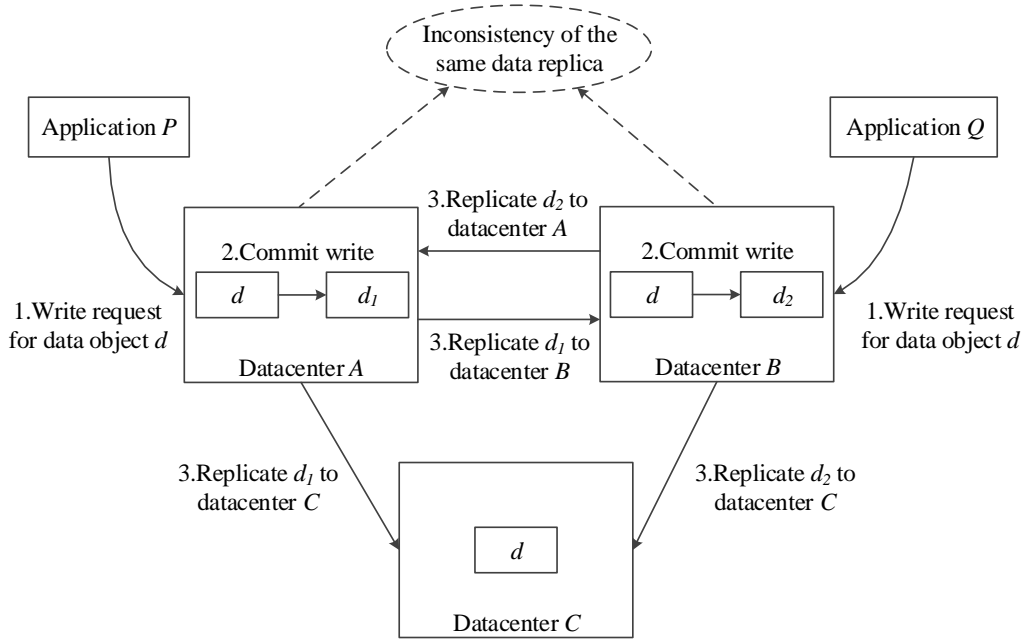 Inconsistency of the
same data replica
Application P
Application Q
3.Replicate d2 to
datacenter A
2.Commit write
d
d1
2.Commit write
d
d2
1.Write request
for data object d
1.Write request
for data object d
3.Replicate d1 to
datacenter B
Datacenter A
Datacenter B
3.Replicate d1 to
datacenter C
3.Replicate d2 to
datacenter C
d
Datacenter C